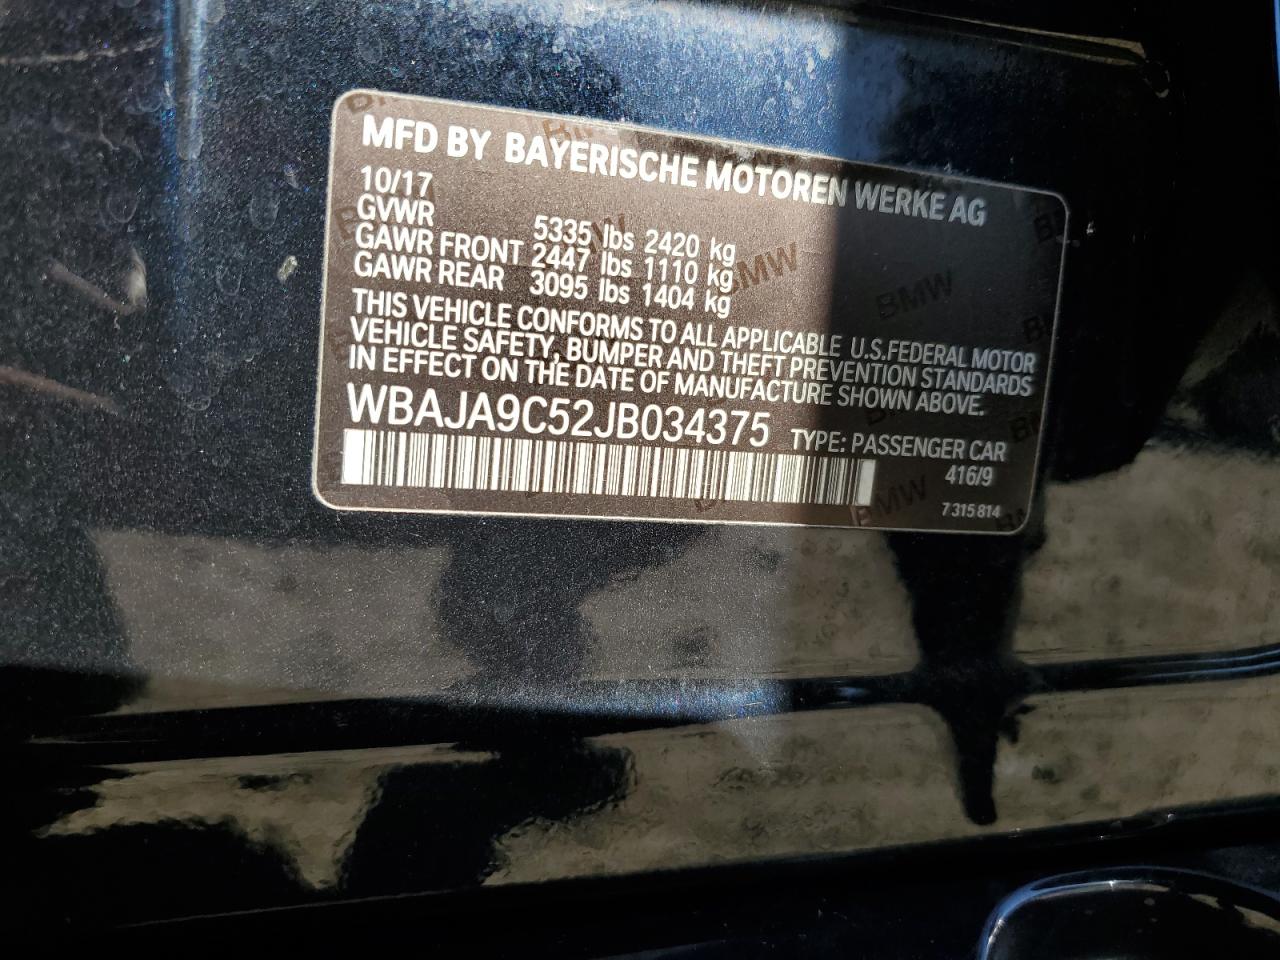 MFD BY BAYERISCHE MOTOREN WERKE AG
10/17
GVWR 5335 lbs 2420 kg
GAWR FRONT 2447 lbs 1110 kg
GAWR REAR 3095 lbs 1404 kg
THIS VEHICLE CONFORMS TO ALL APPLICABLE U.S.FEDERAL MOTOR
VEHICLE SAFETY, BUMPER AND THEFT PREVENTION STANDARDS
IN EFFECT ON THE DATE OF MANUFACTURE SHOWN ABOVE.
WBAJA9C52JB034375 TYPE: PASSENGER CAR
416/9
7 315 814